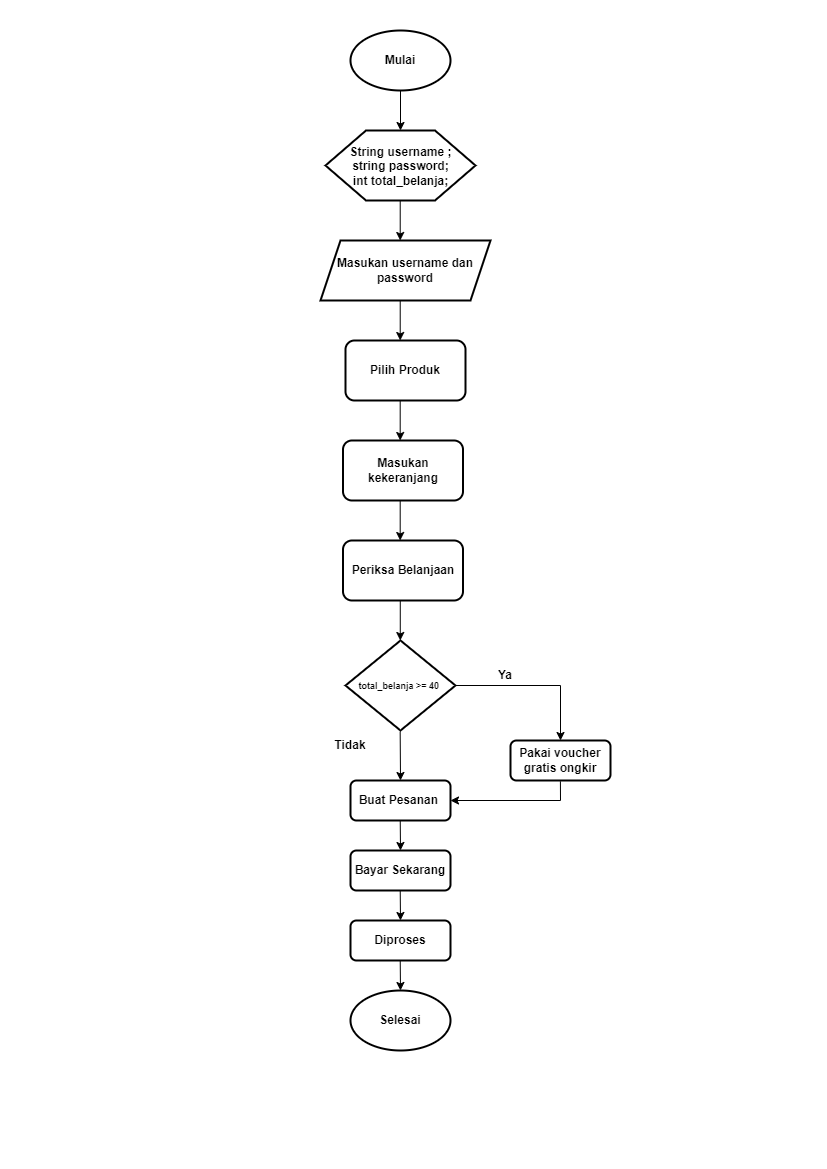 Mulai
String username ;
string password;
int total_belanja;
Masukan username dan
password
Pilih Produk
Masukan
kekeranjang
Periksa Belanjaan
total_belanja >= 40
Ya
Tidak
Pakai voucher
gratis ongkir
Buat Pesanan
Bayar Sekarang
Diproses
Selesai